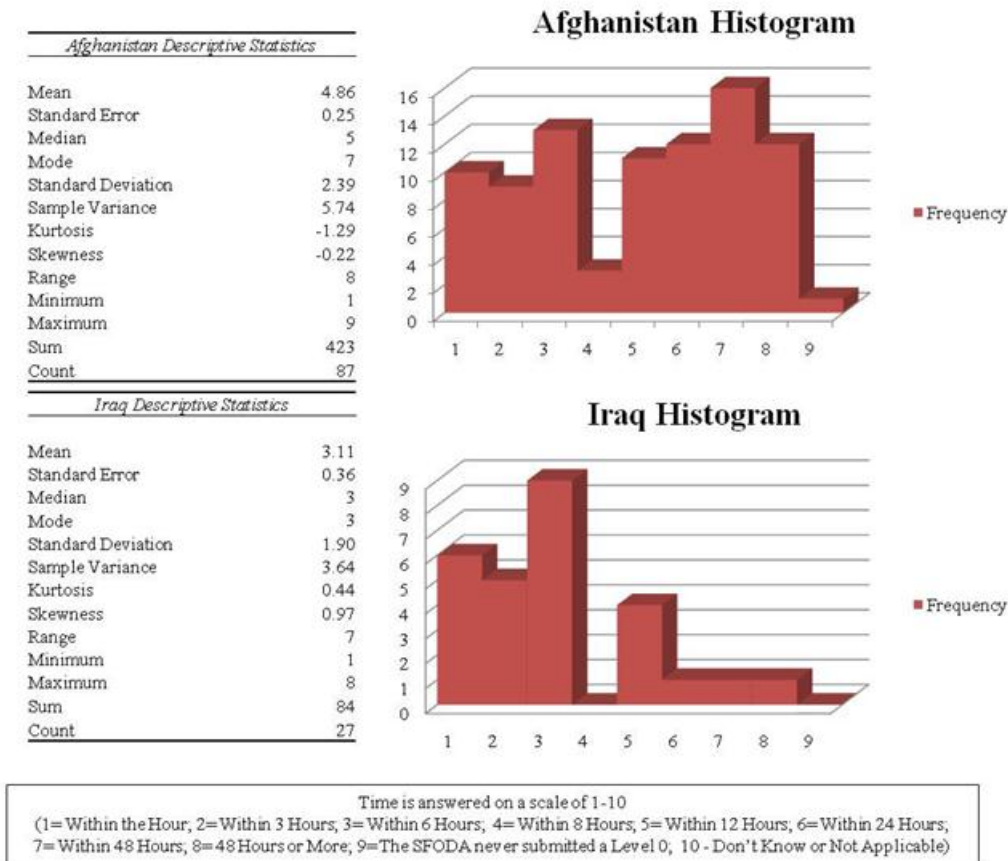 Afghanistan Descriptive Statistics
Mean 4.86
Standard Error 0.25
Median 5
Mode 7
Standard Deviation 2.39
Sample Variance 5.74
Kurtosis -1.29
Skewness -0.22
Range 8
Minimum 1
Maximum 9
Sum 423
Count 87
Afghanistan Histogram
16
14
12
10
8
6
4
2
0
1 2 3 4 5 6 7 8 9
Frequency
Iraq Descriptive Statistics
Mean 3.11
Standard Error 0.36
Median 3
Mode 3
Standard Deviation 1.90
Sample Variance 3.64
Kurtosis 0.44
Skewness 0.97
Range 7
Minimum 1
Maximum 8
Sum 84
Count 27
Iraq Histogram
9
8
7
6
5
4
3
2
1
0
1 2 3 4 5 6 7 8 9
Frequency
Time is answered on a scale of 1-10
(1= Within the Hour; 2=Within 3 Hours; 3=Within 6 Hours; 4=Within 8 Hours; 5=Within 12 Hours; 6=Within 24 Hours;
7=Within 48 Hours; 8=48 Hours or More; 9=The SFODA never submitted a Level 0; 10 - Don't Know or Not Applicable)